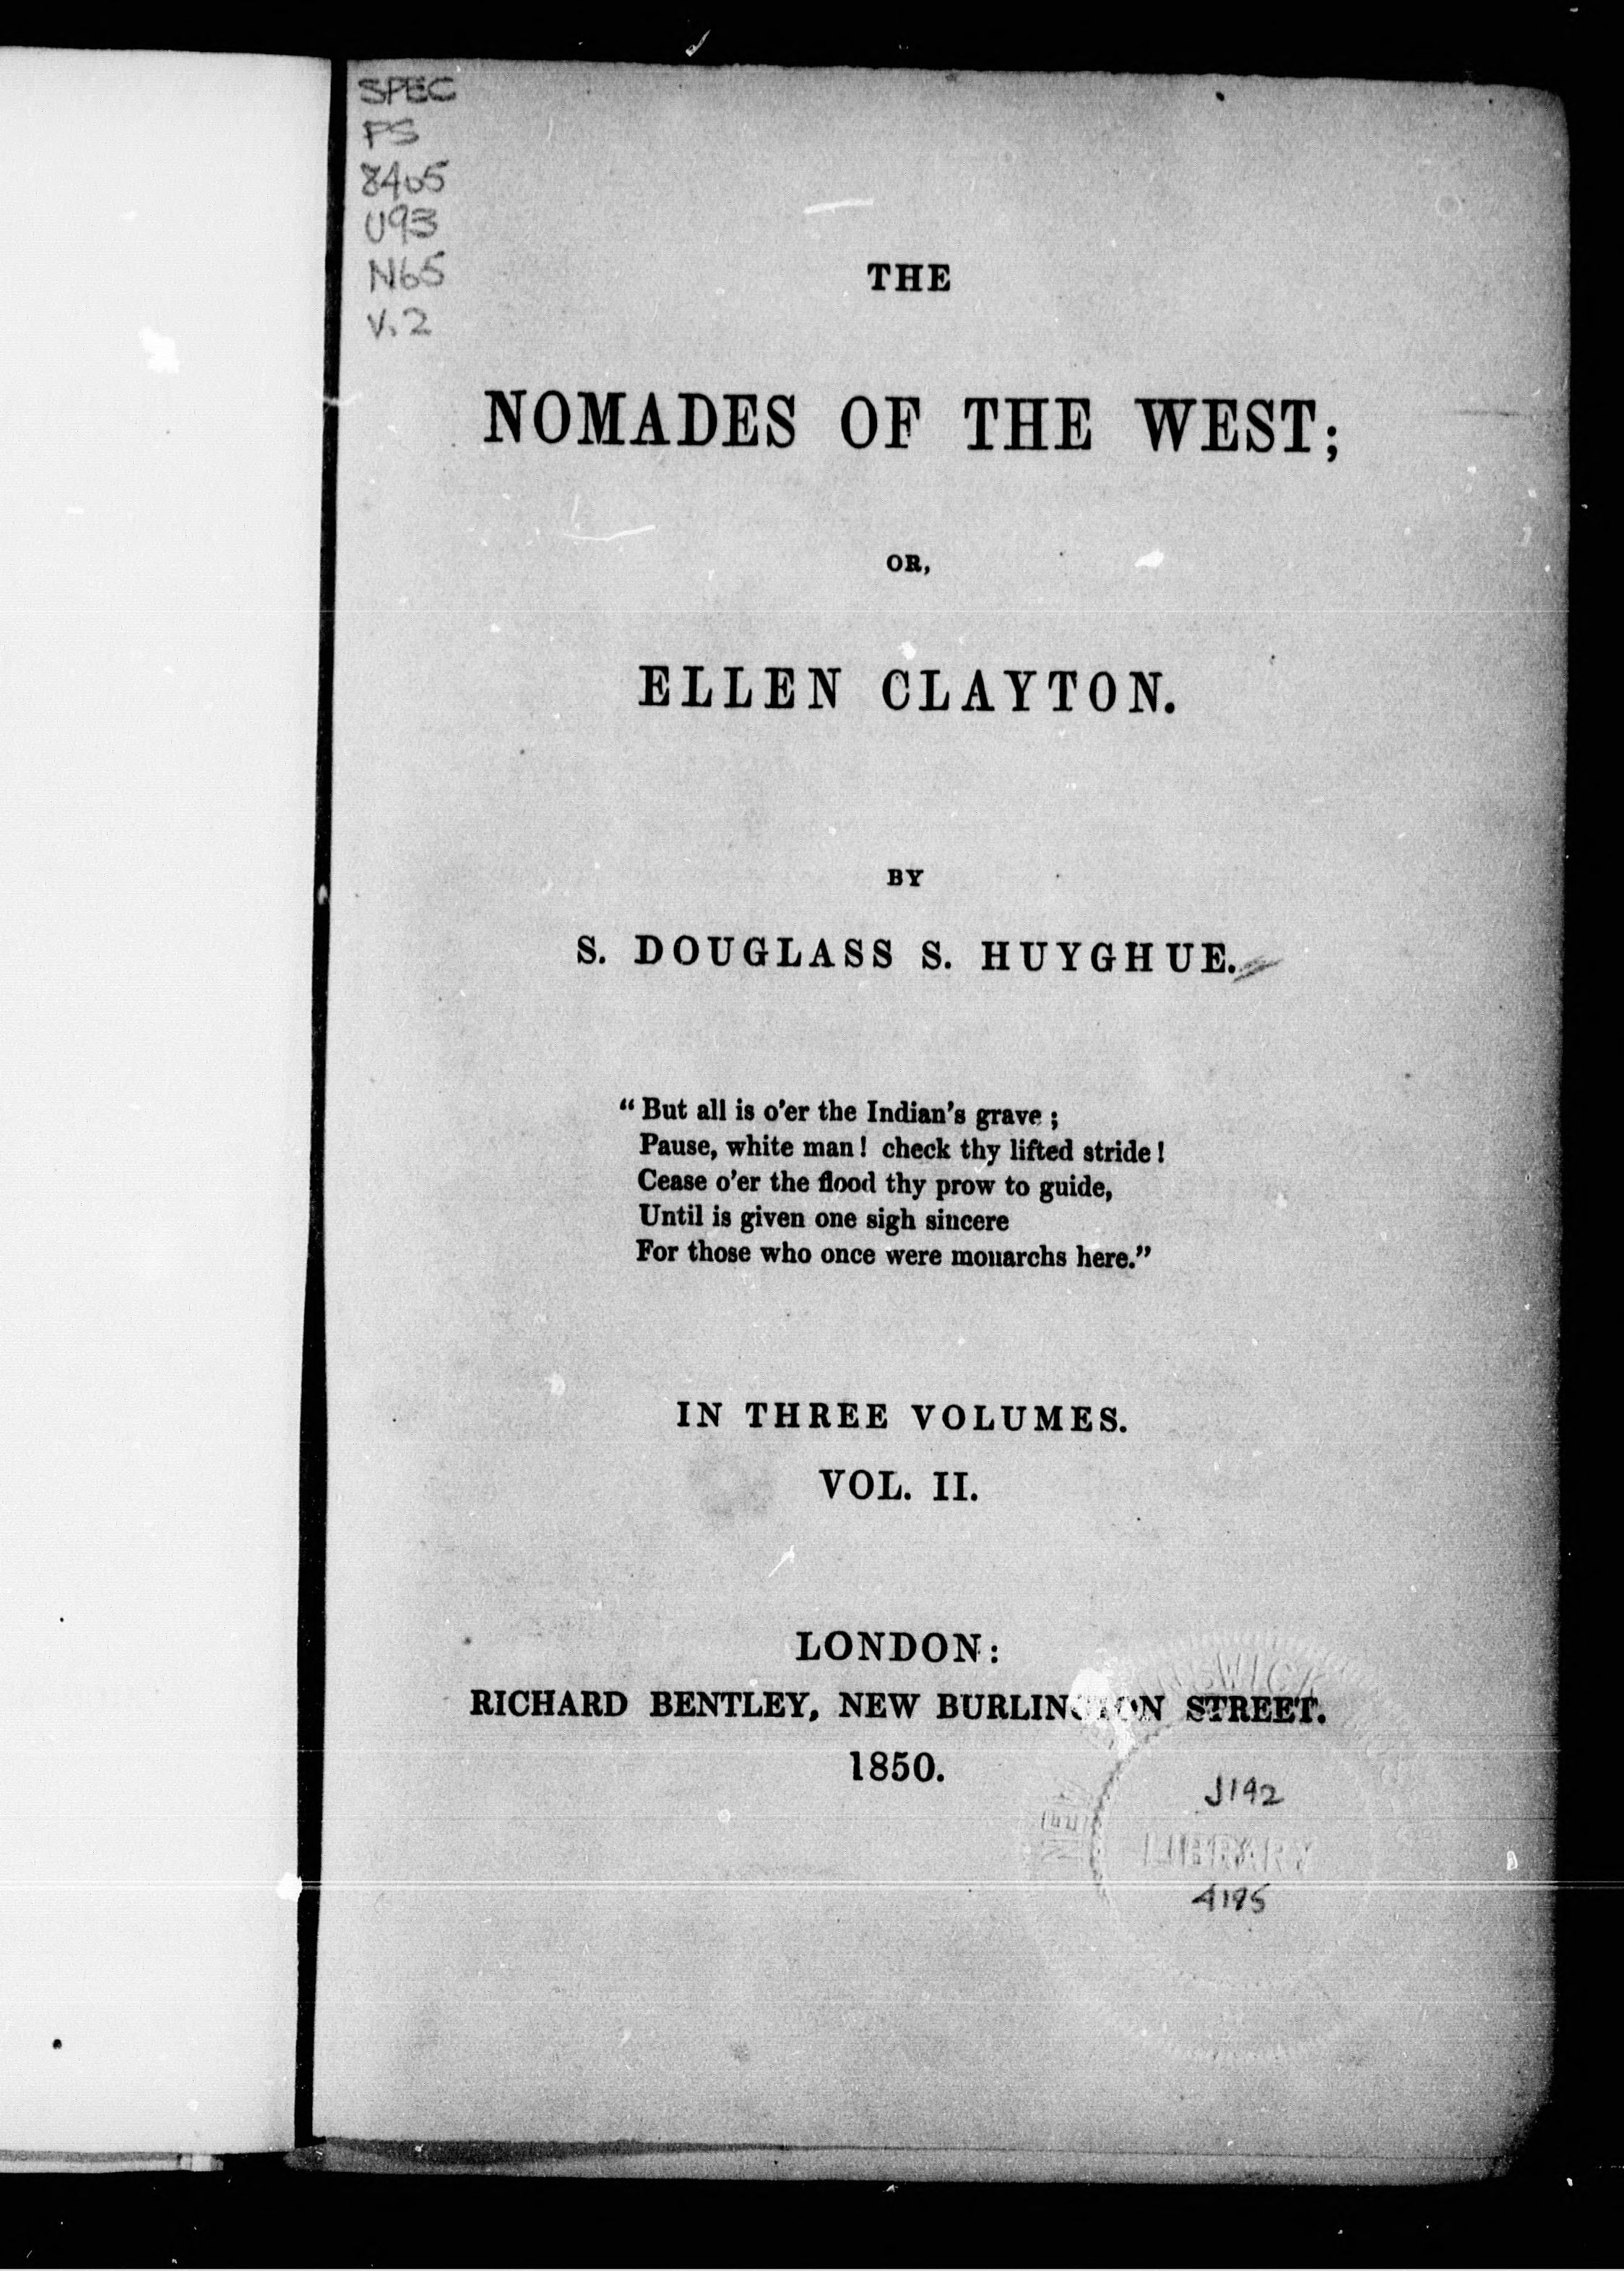 SPEC
PS
8405
U93
N65
V.2
THE
NOMADES OF THE WEST;
OR,
ELLEN CLAYTON.
BY
S. DOUGLASS S. HUYGHUE.
“But all is o’er the Indian’s grave;
Pause, white man! check thy lifted stride!
Cease o’er the flood thy prow to guide,
Until is given one sigh sincere
For those who once were monarchs here.”
IN THREE VOLUMES.
VOL. II.
LONDON:
RICHARD BENTLEY, NEW BURLINGTON STREET.
1850.
NEW
J142
LIBRARY
4195